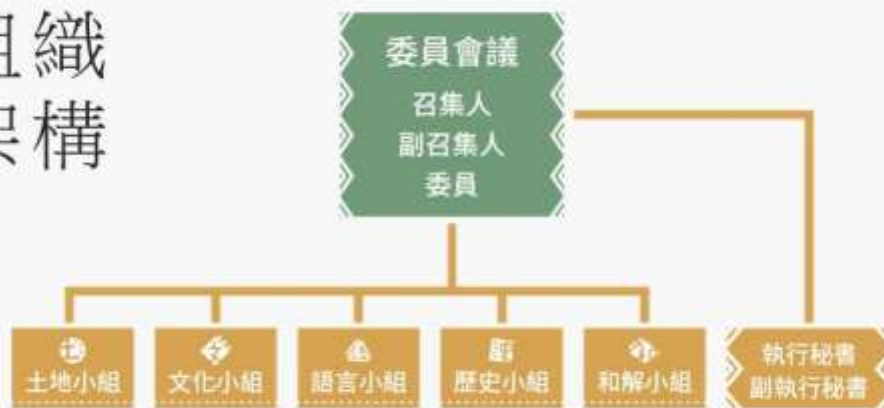 組織
架構
委員會議
召集人
副召集人
委員
土地小組
文化小組
語言小組
歷史小組
和解小組
執行秘書
副執行秘書